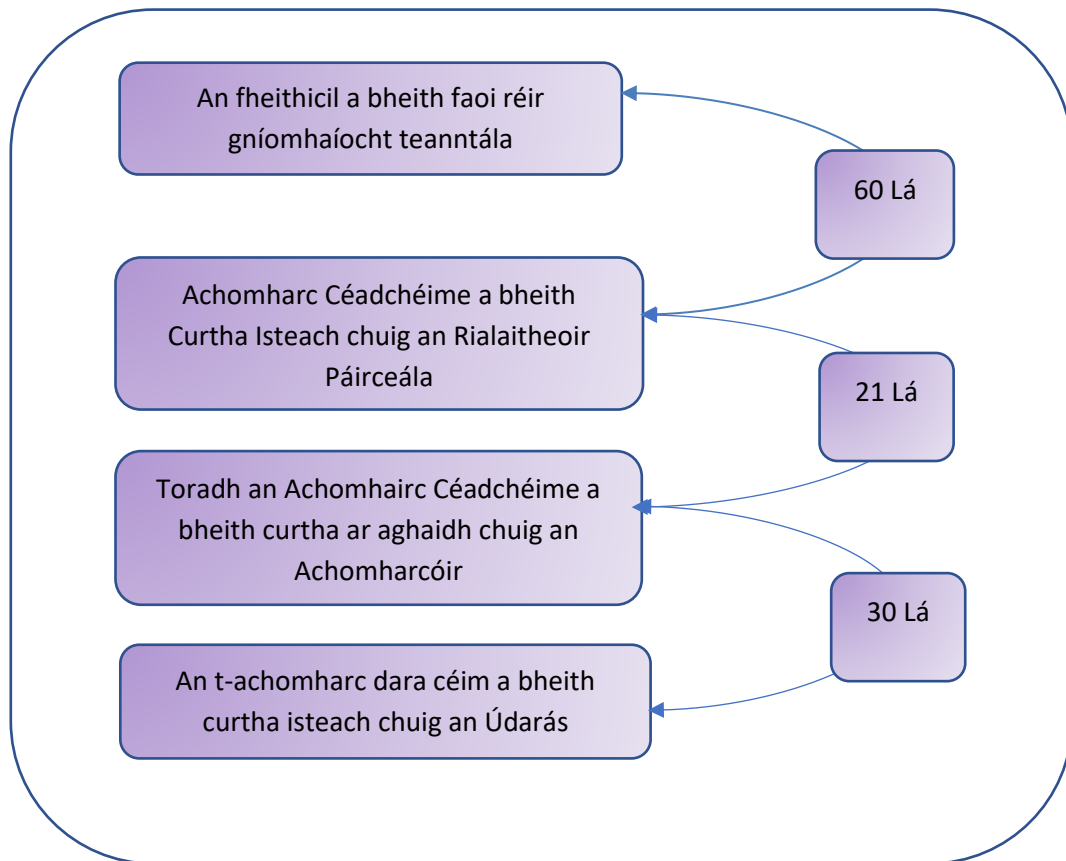 An fheithicil a bheith faoi réir
gníomhaíocht teanntála
60 Lá
Achomharc Céadchéime a bheith
Curtha Isteach chuig an Rialaitheoir
Páirceála
21 Lá
Toradh an Achomhairc Céadchéime a
bheith curtha ar aghaidh chuig an
Achomharcóir
30 Lá
An t-achomharc dara céim a bheith
curtha isteach chuig an Údarás